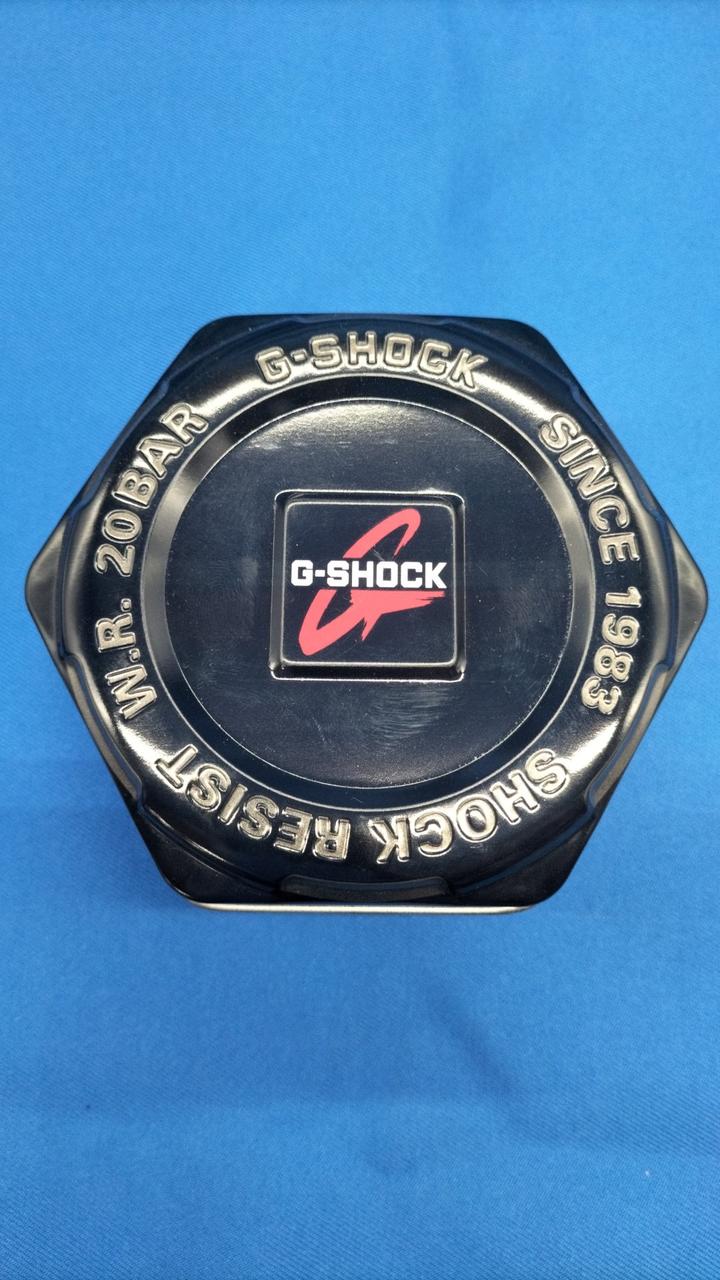 G-SHOCK
SINCE 1983
SHOCK RESIST
W.R. 20BAR
G-SHOCK